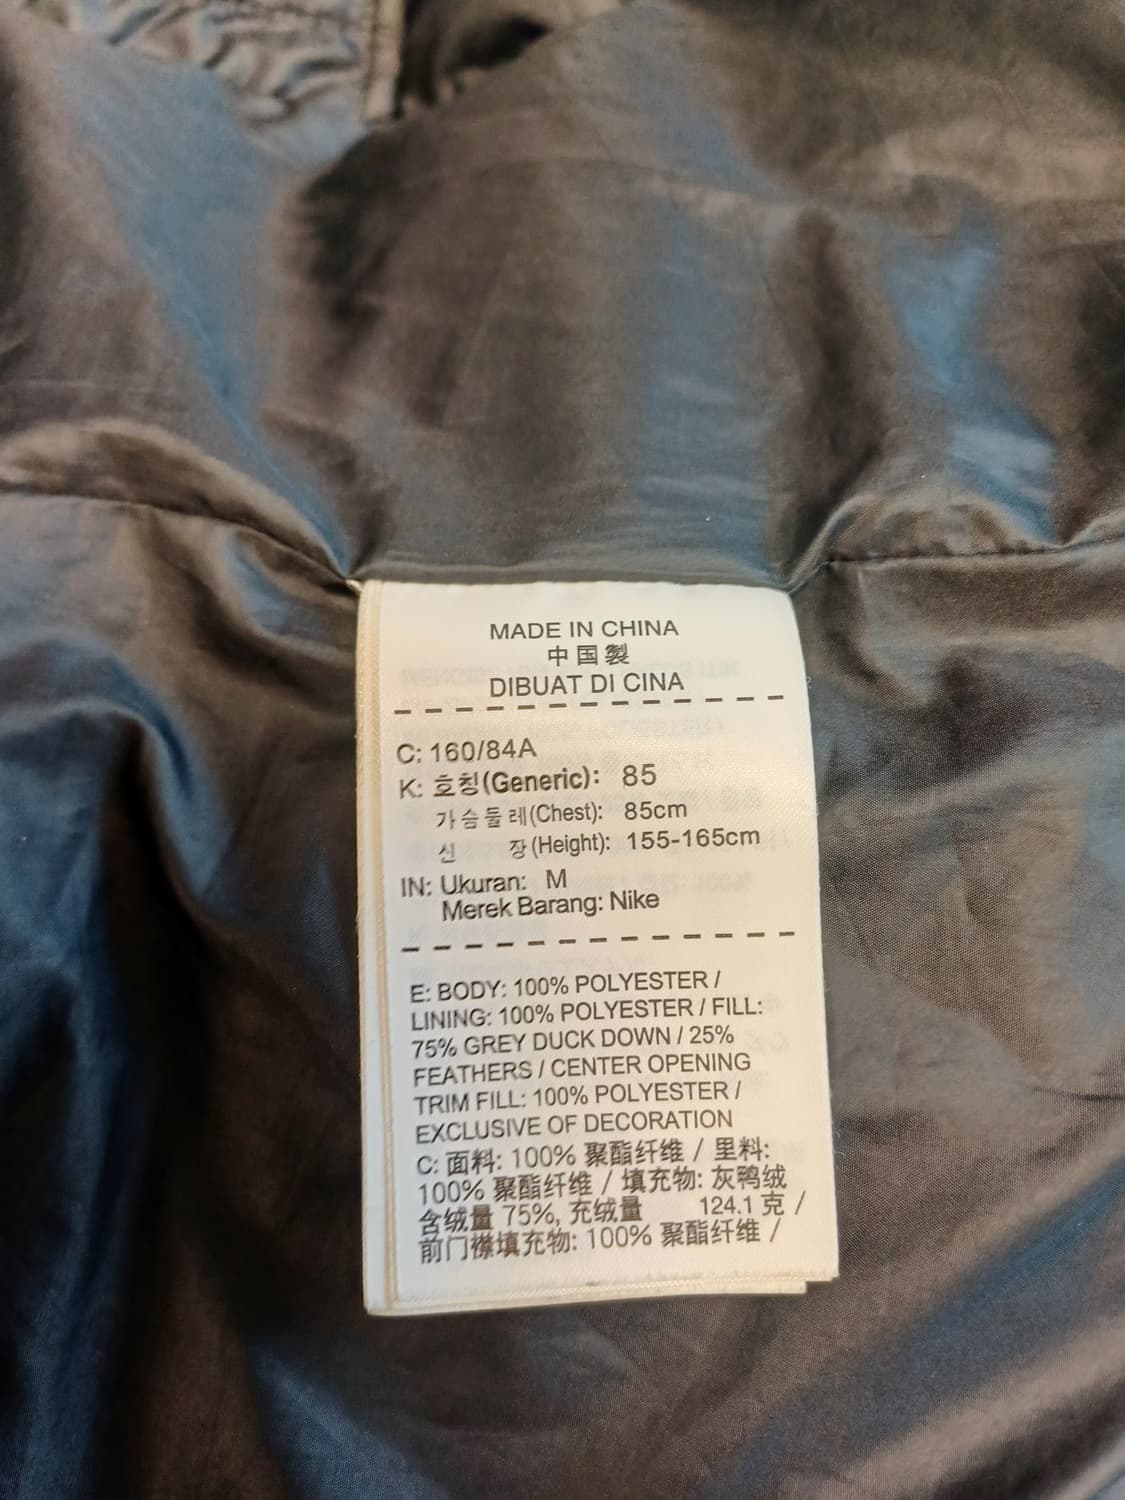 MADE IN CHINA
中国製
DIBUAT DI CINA
C: 160/84A
K: 호칭(Generic): 85
가슴둘레(Chest): 85cm
신 장(Height): 155-165cm
IN: Ukuran: M
Merek Barang: Nike
E: BODY: 100% POLYESTER /
LINING: 100% POLYESTER / FILL:
75% GREY DUCK DOWN / 25%
FEATHERS / CENTER OPENING
TRIM FILL: 100% POLYESTER /
EXCLUSIVE OF DECORATION
C: 面料: 100% 聚酯纤维 / 里料:
100% 聚酯纤维 / 填充物: 灰鸭绒
含绒量 75%, 充绒量 124.1 克 /
前门襟填充物: 100% 聚酯纤维 /